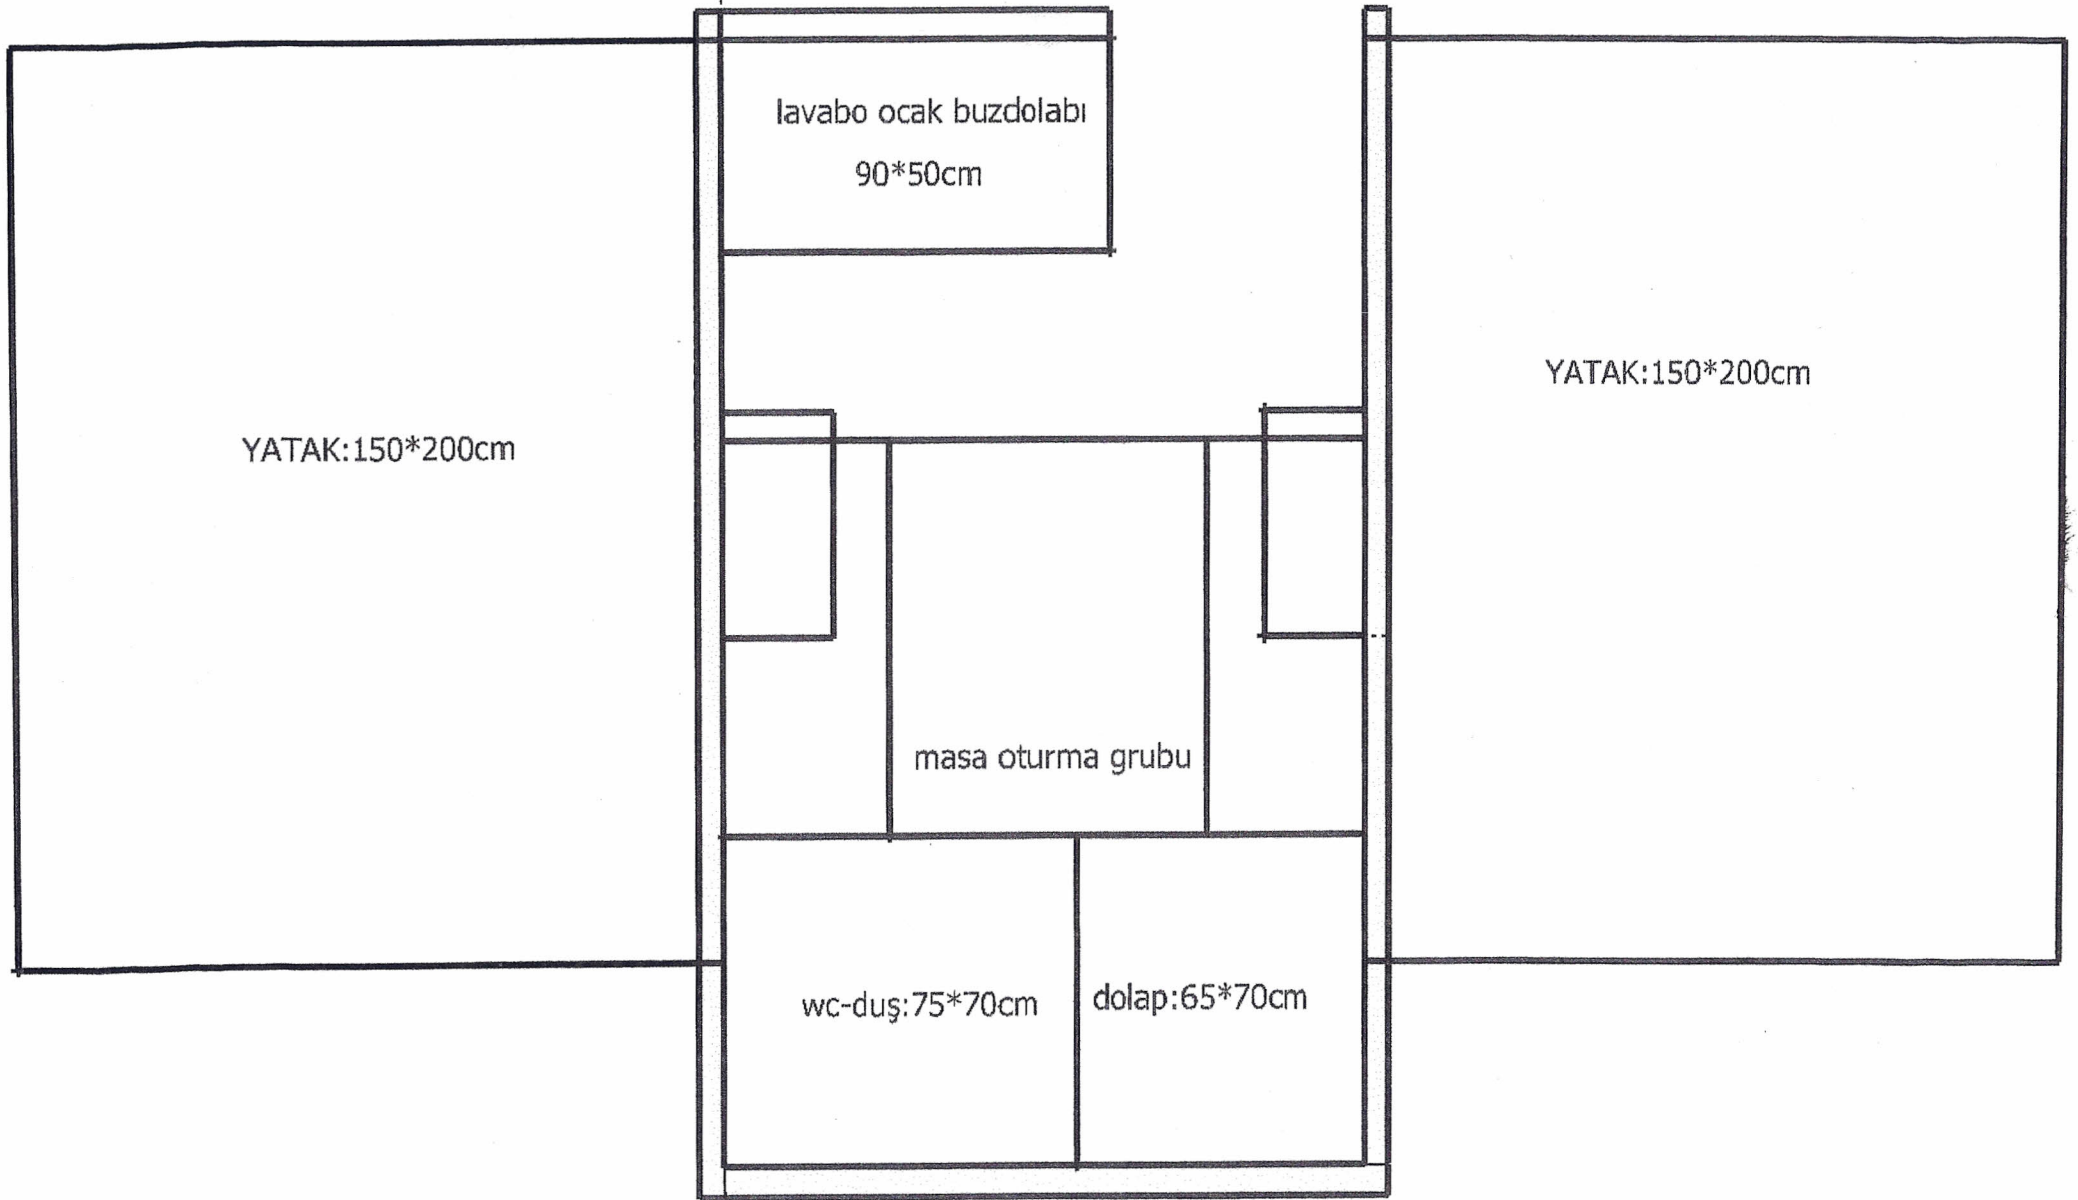 lavabo ocak buzdolabı
90*50cm
YATAK:150*200cm
YATAK:150*200cm
masa oturma grubu
wc-duş:75*70cm
dolap:65*70cm